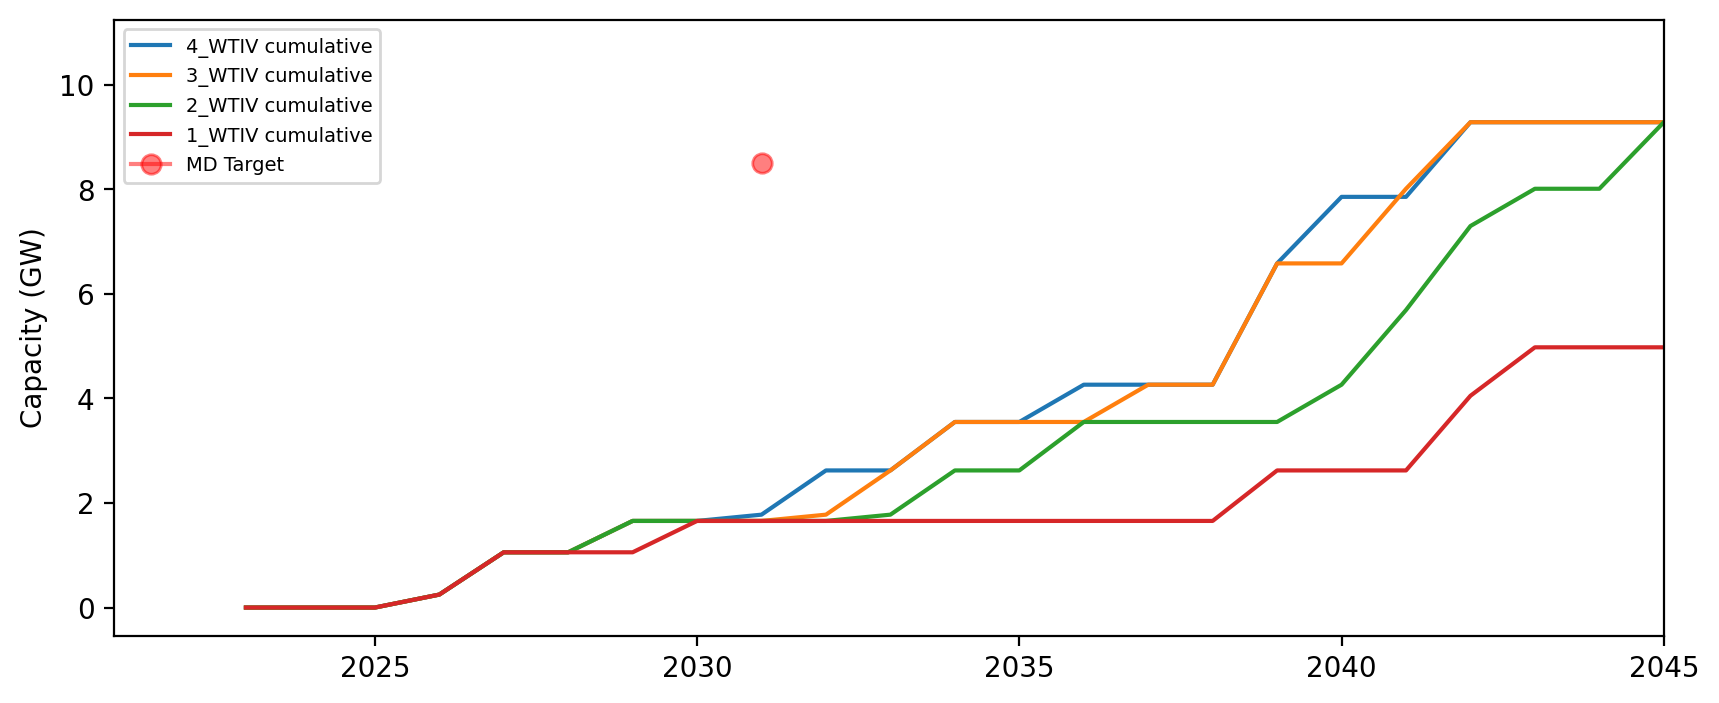 4_WTIV cumulative
3_WTIV cumulative
2_WTIV cumulative
1_WTIV cumulative
MD Target
Capacity (GW)
10
8
6
4
2
0
2025 2030 2035 2040 2045